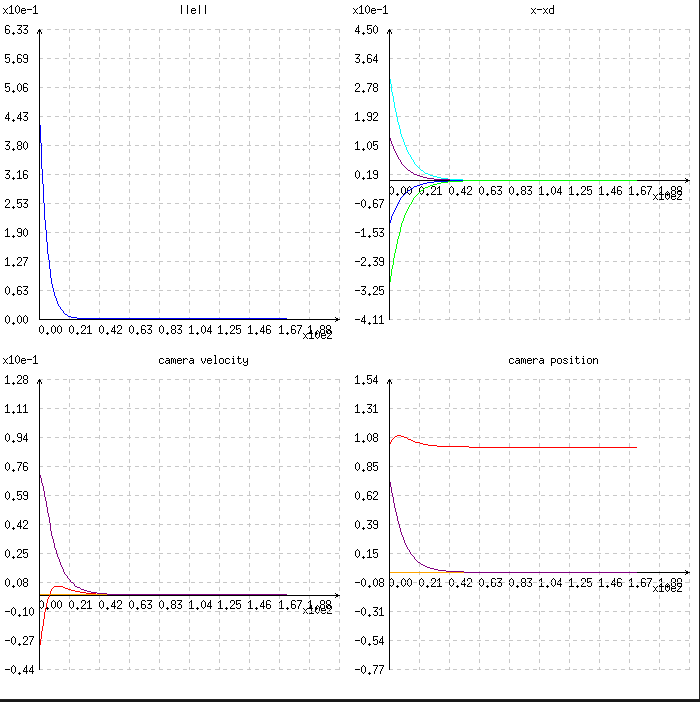 x10e-1 ||e|| x10e-1 x-xd
6.33 4.50
5.69 3.64
5.06 2.78
4.43 1.92
3.80 1.05
3.16 0.19
0.00 0.21 0.42 0.63 0.83 1.04 1.25 1.46 1.67 1.88
x10e2
2.53 -0.67
1.90 -1.53
1.27 -2.39
0.63 -3.25
0.00 -4.11
0.00 0.21 0.42 0.63 0.83 1.04 1.25 1.46 1.67 1.88
x10e2
x10e-1 camera velocity camera position
1.28 1.54
1.11 1.31
0.94 1.08
0.76 0.85
0.59 0.62
0.42 0.39
0.25 0.15
0.08 -0.08
0.00 0.21 0.42 0.63 0.83 1.04 1.25 1.46 1.67 1.88
x10e2
0.00 0.21 0.42 0.63 0.83 1.04 1.25 1.46 1.67 1.88
x10e2
-0.10 -0.31
-0.27 -0.54
-0.44 -0.77